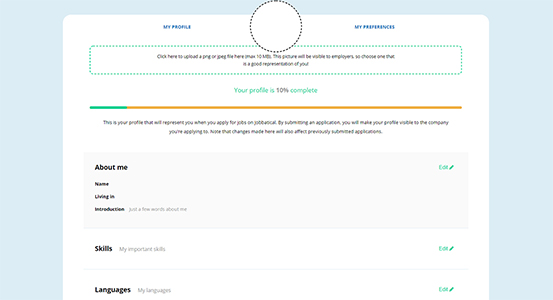 MY PROFILE MY PREFERENCES
Click here to upload a png or jpeg file here (max 10 MB). This picture will be visible to employers, so choose one that
is a good representation of you!
Your profile is 10% complete
This is your profile that will represent you when you apply for jobs on Jobbatical. By submitting an application, you will make your profile visible to the company
you're applying to. Note that changes made here will also affect previously submitted applications.
About me Edit
Name
Living in
Introduction Just a few words about me
Skills My important skills Edit
Languages My languages Edit